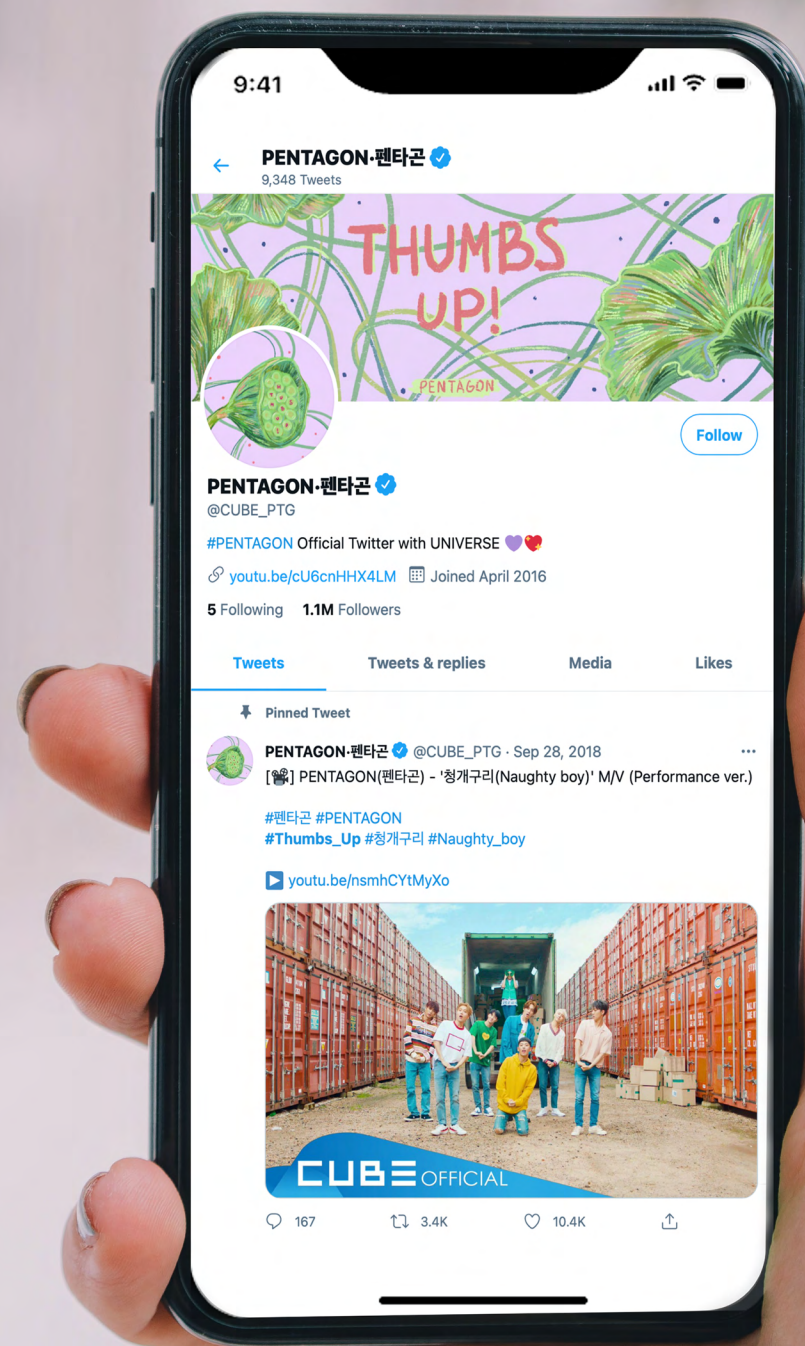 9:41
PENTAGON·펜타곤
9,348 Tweets
THUMBS
UP!
PENTAGON
Follow
PENTAGON·펜타곤
@CUBE_PTG
#PENTAGON Official Twitter with UNIVERSE 💜💖
youtu.be/cU6cnHHX4LM Joined April 2016
5 Following 1.1M Followers
Tweets Tweets & replies Media Likes
Pinned Tweet
PENTAGON·펜타곤 @CUBE_PTG · Sep 28, 2018
[📽] PENTAGON(펜타곤) - '청개구리(Naughty boy)' M/V (Performance ver.)
#펜타곤 #PENTAGON
#Thumbs_Up #청개구리 #Naughty_boy
▶ youtu.be/nsmhCYtMyXo
CUBE OFFICIAL
167 3.4K 10.4K